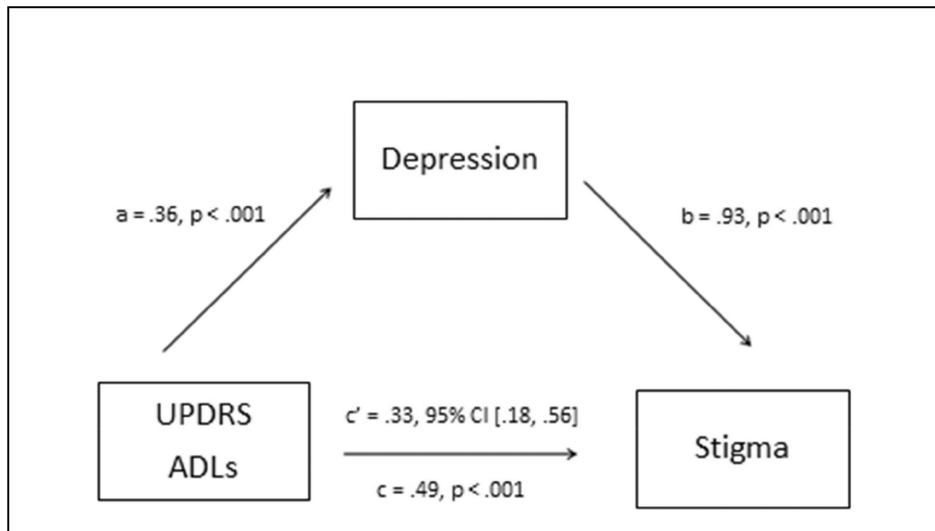 Depression
a = .36, p < .001
b = .93, p < .001
UPDRS
ADLs
c' = .33, 95% CI [.18, .56]
c = .49, p < .001
Stigma